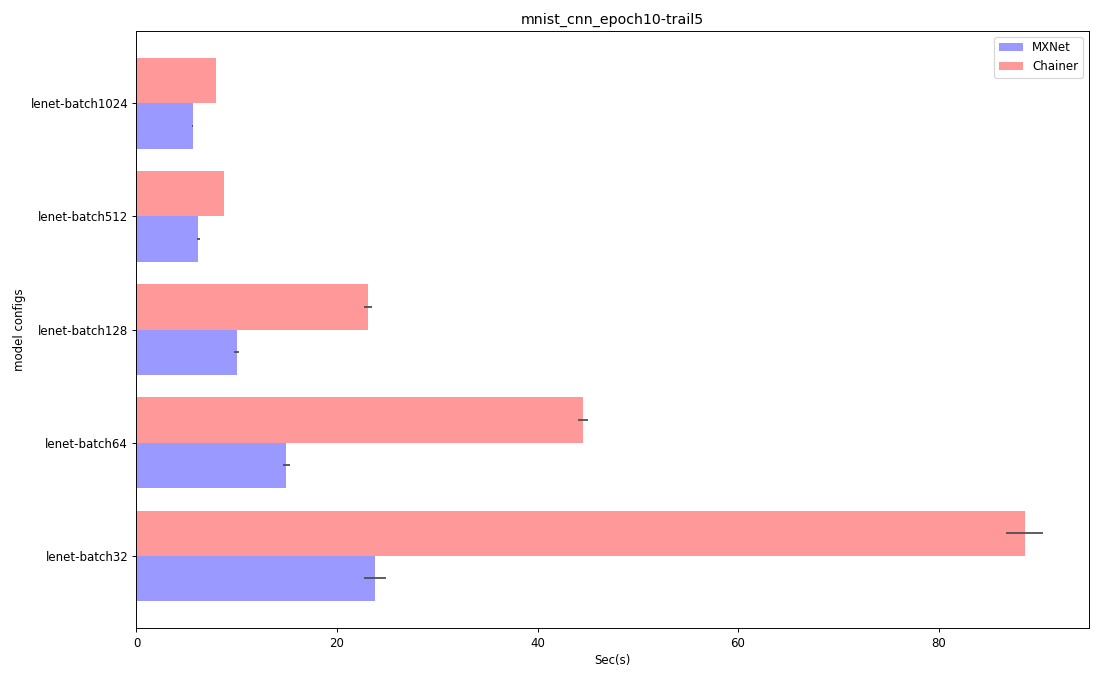 mnist_cnn_epoch10-trail5
MXNet
Chainer
lenet-batch1024
lenet-batch512
lenet-batch128
lenet-batch64
lenet-batch32
model configs
0 20 40 60 80
Sec(s)